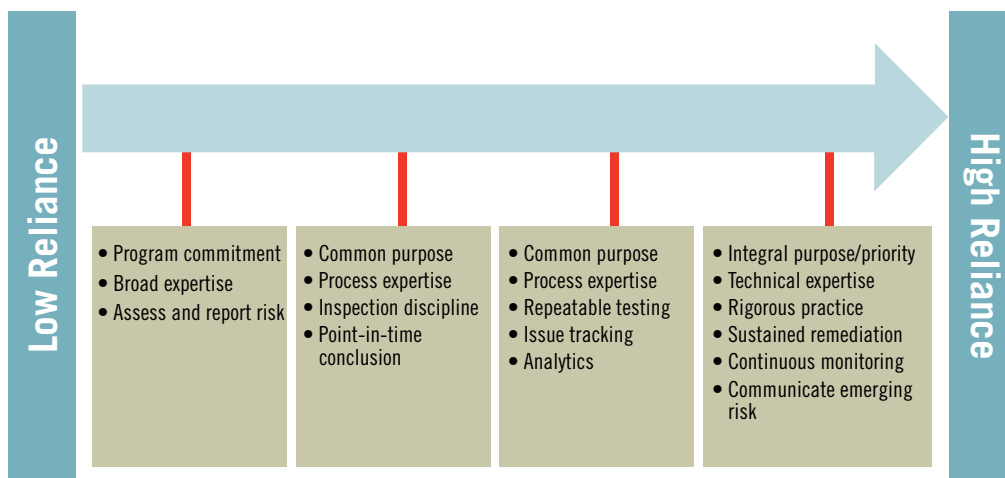 Low Reliance
• Program commitment
• Broad expertise
• Assess and report risk
• Common purpose
• Process expertise
• Inspection discipline
• Point-in-time
conclusion
• Common purpose
• Process expertise
• Repeatable testing
• Issue tracking
• Analytics
• Integral purpose/priority
• Technical expertise
• Rigorous practice
• Sustained remediation
• Continuous monitoring
• Communicate emerging
risk
High Reliance